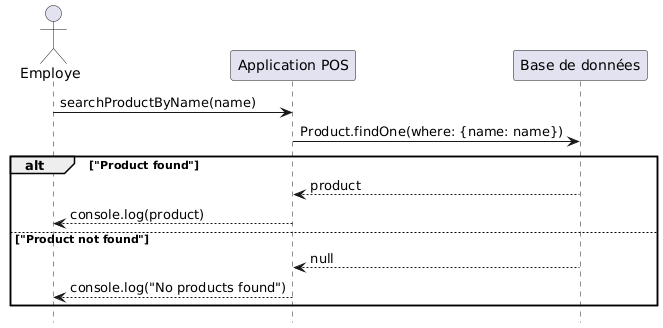 Employe
Application POS
Base de données
searchProductByName(name)
Product.findOne(where: {name: name})
alt ["Product found"]
product
console.log(product)
["Product not found"]
null
console.log("No products found")